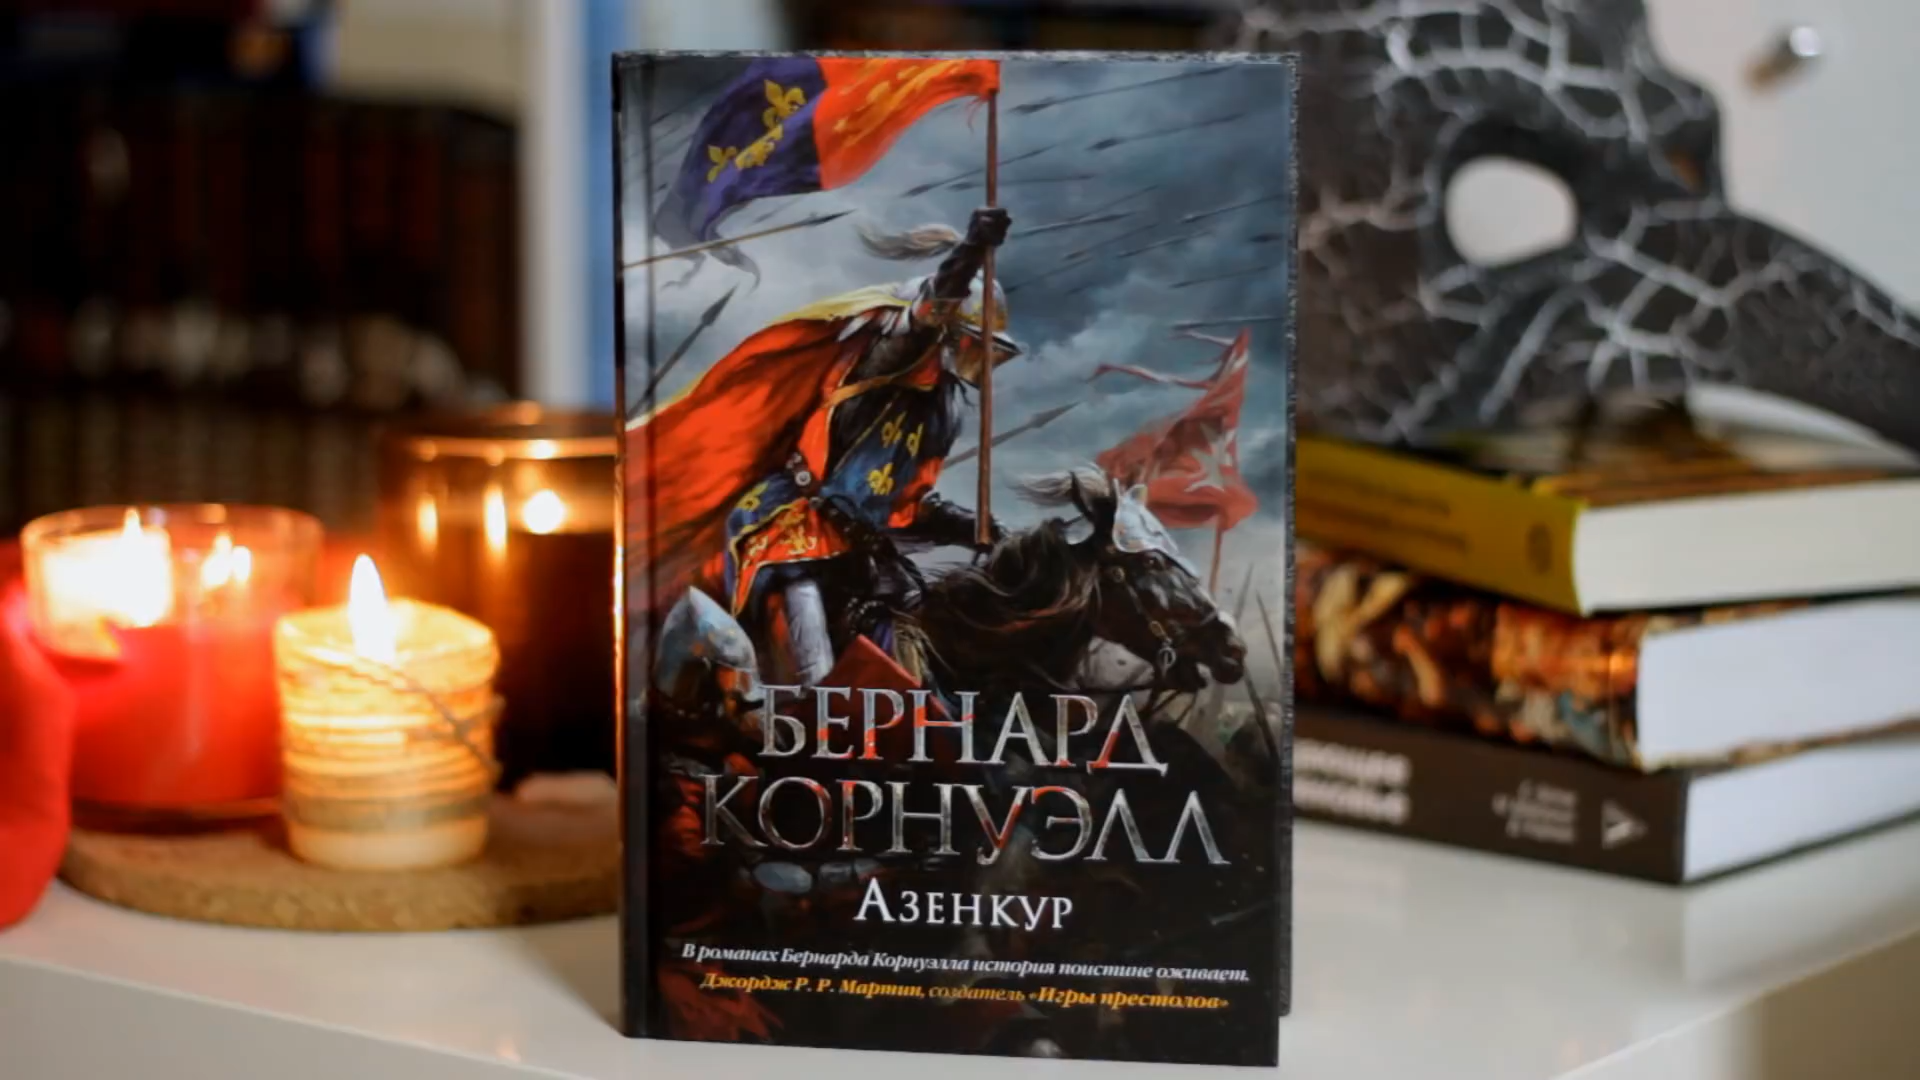 БЕРНАРД
КОРНУЭЛЛ
АЗЕНКУР
В романах Бернарда Корнуэлла история поистине оживает.
Джордж Р. Р. Мартин, создатель «Игры престолов»